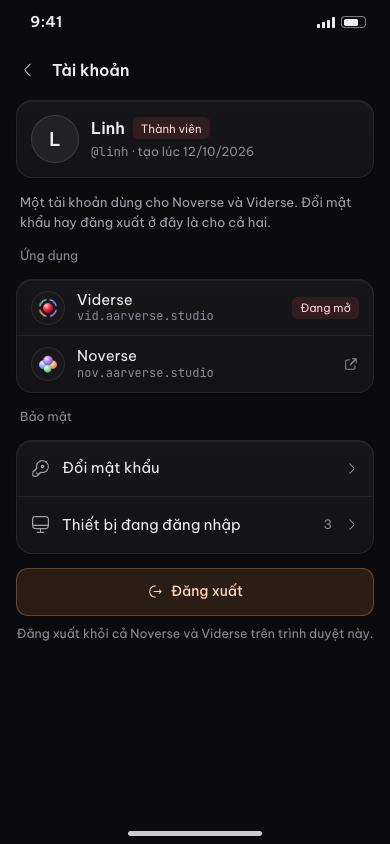 9:41
Tài khoản
L
Linh Thành viên
@linh · tạo lúc 12/10/2026
Một tài khoản dùng cho Noverse và Viderse. Đổi mật
khẩu hay đăng xuất ở đây là cho cả hai.
Ứng dụng
Viderse
vid.aarverse.studio
Đang mở
Noverse
nov.aarverse.studio
Bảo mật
Đổi mật khẩu
Thiết bị đang đăng nhập 3
Đăng xuất
Đăng xuất khỏi cả Noverse và Viderse trên trình duyệt này.